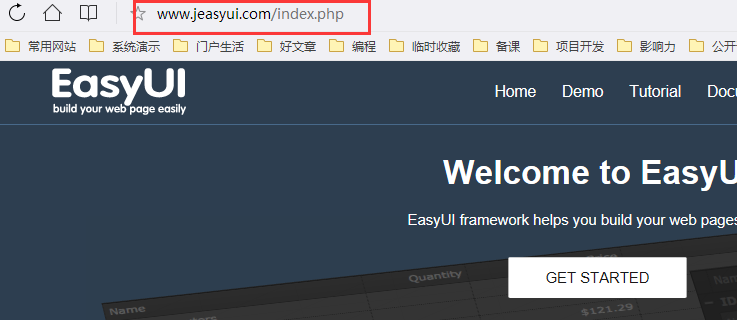 www.jeasyui.com/index.php
常用网站 系统演示 门户生活 好文章 编程 临时收藏 备课 项目开发 影响力 公开
EasyUI
build your web page easily
Home Demo Tutorial Docu
Welcome to EasyU
EasyUI framework helps you build your web pages
GET STARTED
Quantity Price
Name
$121.29
ID